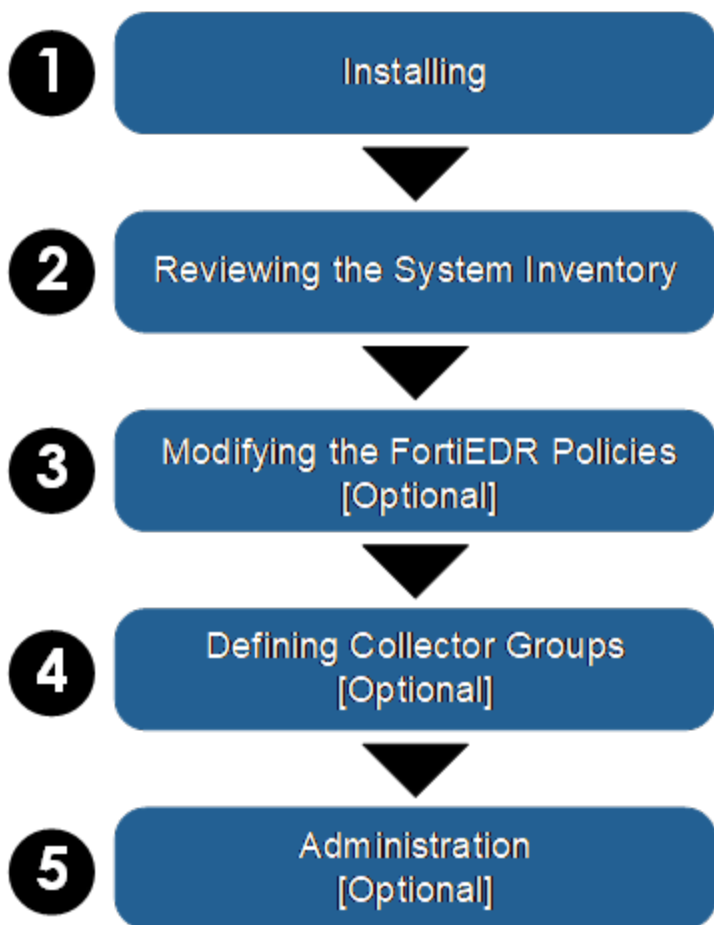 1
Installing
2
Reviewing the System Inventory
3
Modifying the FortiEDR Policies
[Optional]
4
Defining Collector Groups
[Optional]
5
Administration
[Optional]